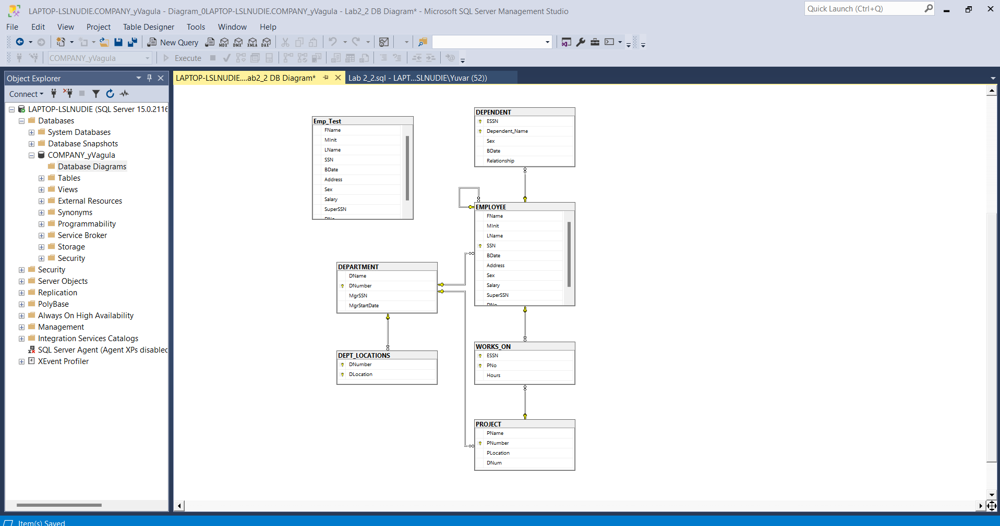 LAPTOP-LSLNUDIE.COMPANY_yVagula - Diagram_0LAPTOP-LSLNUDIE.COMPANY_yVagula - Lab2_2 DB Diagram* - Microsoft SQL Server Management Studio
Quick Launch (Ctrl+Q)
File Edit View Project Table Designer Tools Window Help
New Query MDX DMX XMLA DAX
COMPANY_yVagula Execute
Object Explorer
LAPTOP-LSLNUDIE....ab2_2 DB Diagram* Lab 2_2.sql - LAPT...SLNUDIE\Yuvar (52))
Connect
LAPTOP-LSLNUDIE (SQL Server 15.0.2116
Databases
System Databases
Database Snapshots
COMPANY_yVagula
Database Diagrams
Tables
Views
External Resources
Synonyms
Programmability
Service Broker
Storage
Security
Security
Server Objects
Replication
PolyBase
Always On High Availability
Management
Integration Services Catalogs
SQL Server Agent (Agent XPs disabled
XEvent Profiler
Emp_Test
FName
MInit
LName
SSN
BDate
Address
Sex
Salary
SuperSSN
DNo
DEPENDENT
ESSN
Dependent_Name
Sex
BDate
Relationship
EMPLOYEE
FName
MInit
LName
SSN
BDate
Address
Sex
Salary
SuperSSN
DNo
DEPARTMENT
DName
DNumber
MgrSSN
MgrStartDate
DEPT_LOCATIONS
DNumber
DLocation
WORKS_ON
ESSN
PNo
Hours
PROJECT
PName
PNumber
PLocation
DNum
Item(s) Saved